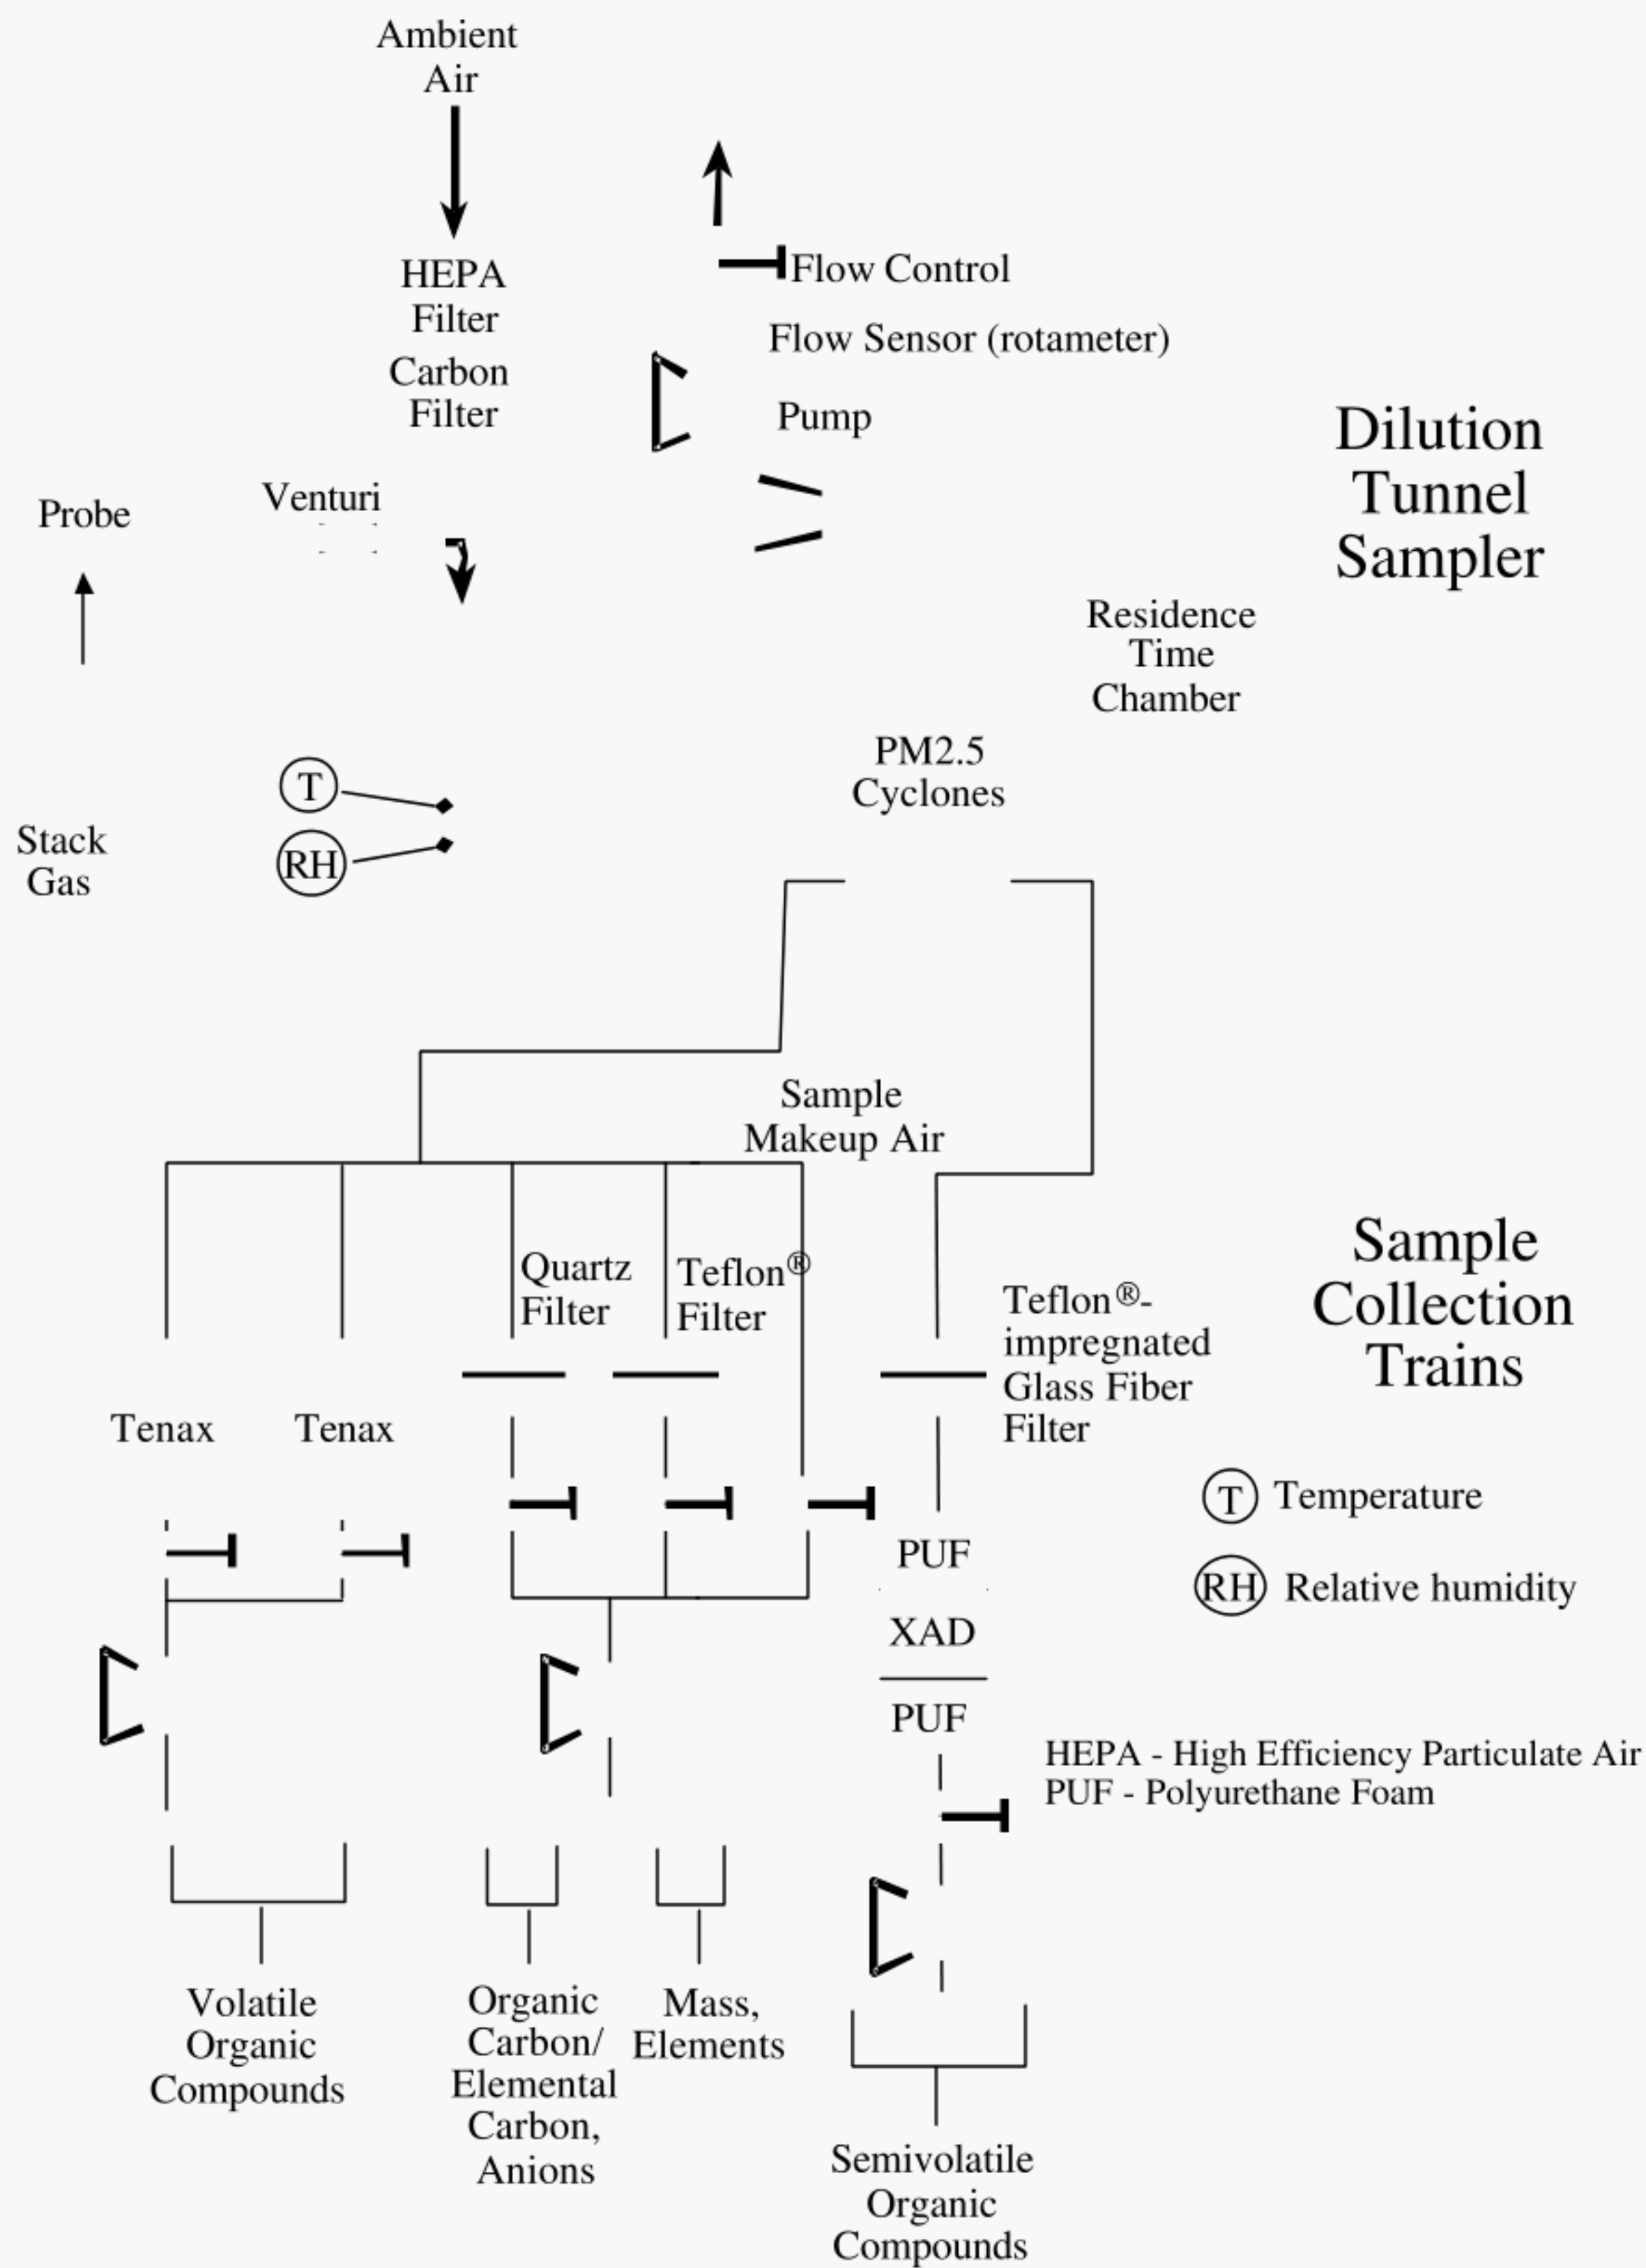 Ambient
Air
HEPA
Filter
Carbon
Filter
Flow Control
Flow Sensor (rotameter)
Pump
Venturi
Probe
Dilution
Tunnel
Sampler
Residence
Time
Chamber
PM2.5
Cyclones
T
RH
Stack
Gas
Sample
Makeup Air
Quartz
Filter
Teflon®
Filter
Teflon®-
impregnated
Glass Fiber
Filter
Sample
Collection
Trains
Tenax
Tenax
T Temperature
RH Relative humidity
PUF
XAD
PUF
HEPA - High Efficiency Particulate Air
PUF - Polyurethane Foam
Volatile
Organic
Compounds
Organic
Carbon/
Elemental
Carbon,
Anions
Mass,
Elements
Semivolatile
Organic
Compounds